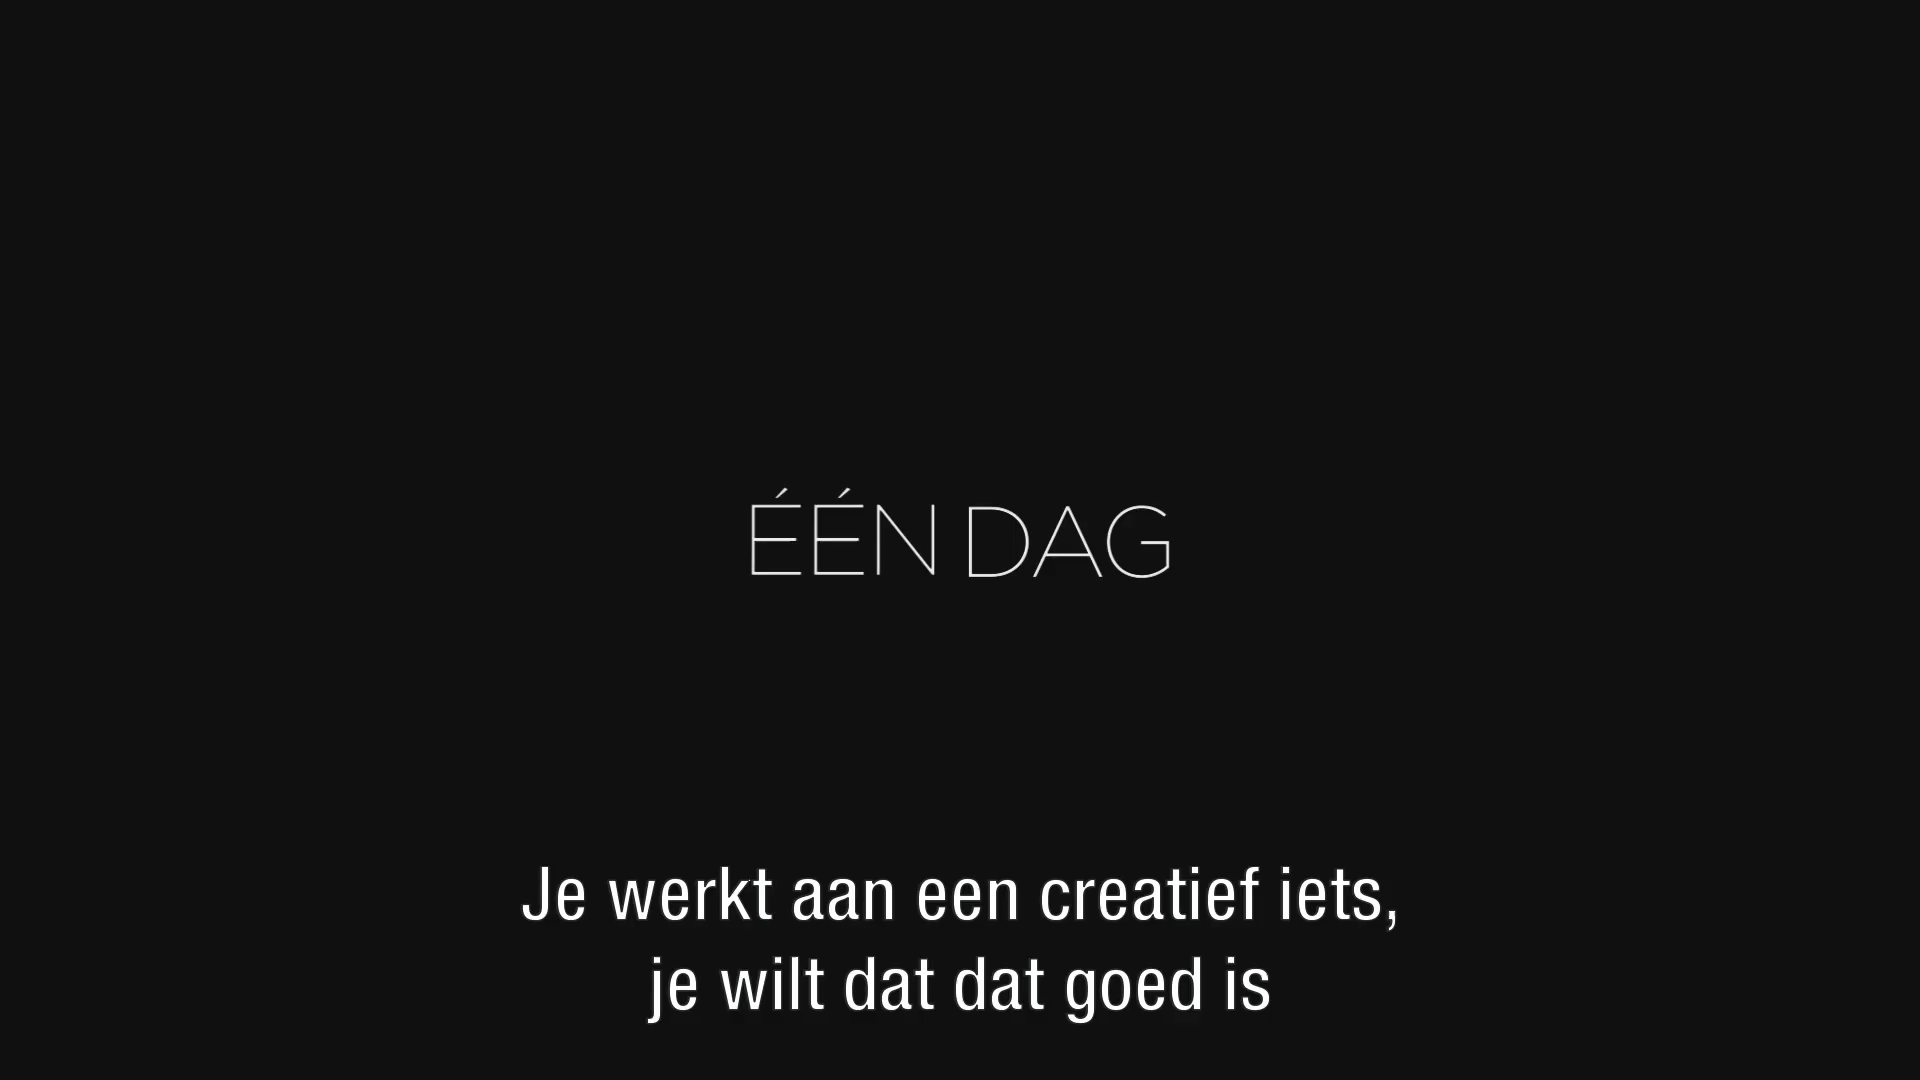 ÉÉN DAG
Je werkt aan een creatief iets,
je wilt dat dat goed is